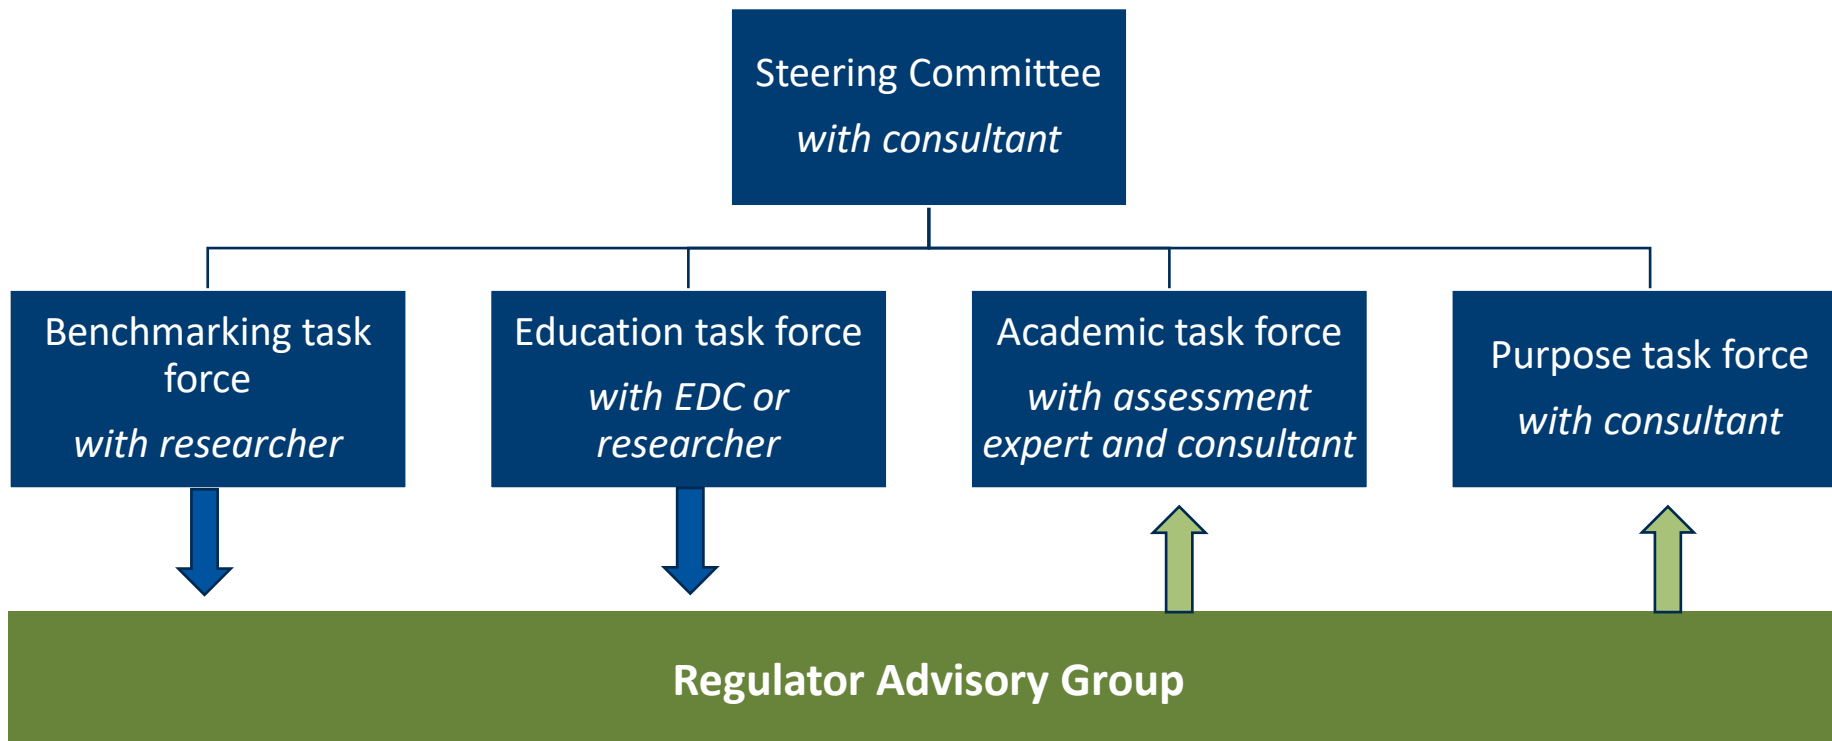 Steering Committee
with consultant
Benchmarking task
force
with researcher
Education task force
with EDC or
researcher
Academic task force
with assessment
expert and consultant
Purpose task force
with consultant
Regulator Advisory Group